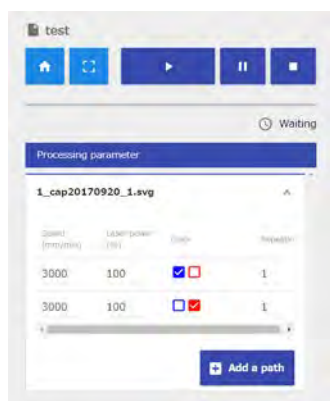 test
Waiting
Processing parameter
1_cap20170920_1.svg
Speed Laser power Color Repeater
(mm/min) (%)
3000 100 1
3000 100 1
Add a path